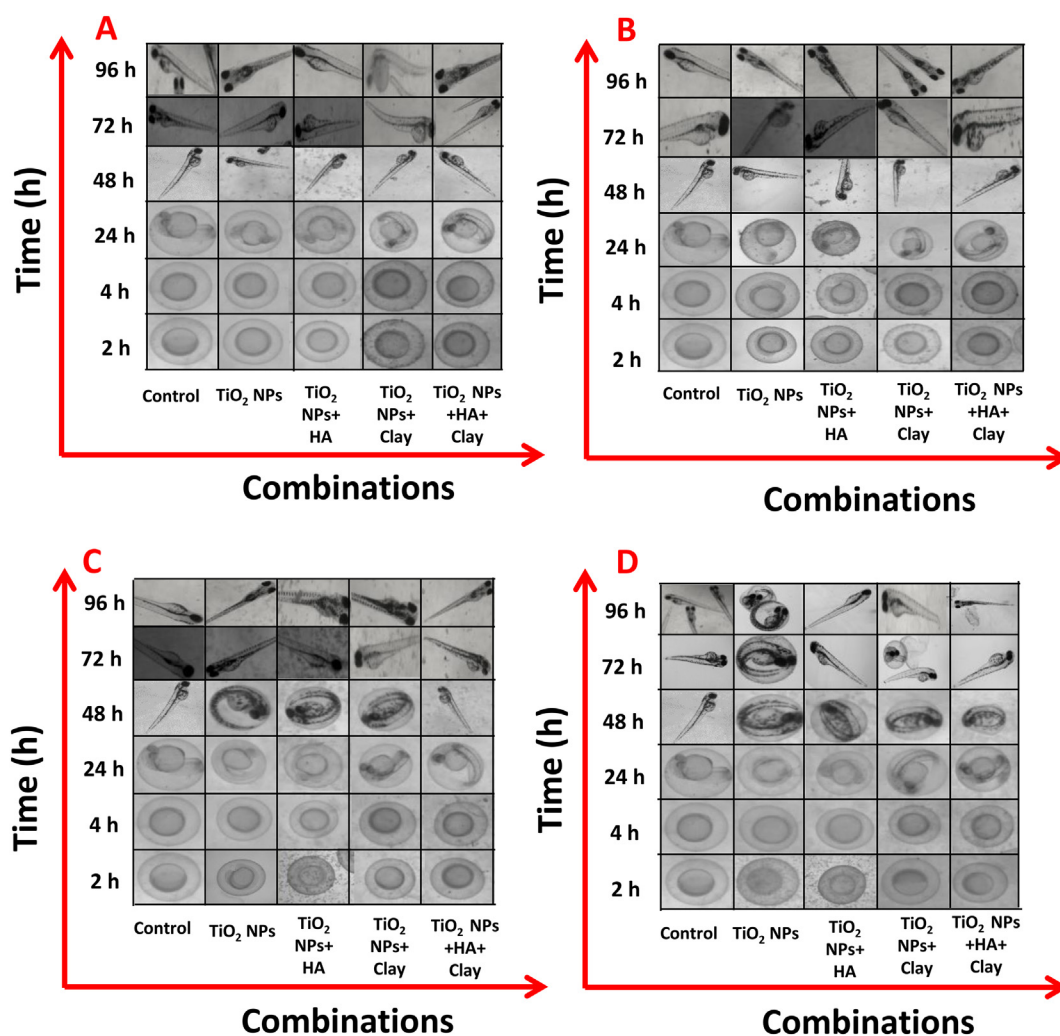 A
Time (h)
96 h
72 h
48 h
24 h
4 h
2 h
Control
TiO₂ NPs
TiO₂
NPs+
HA
TiO₂
NPs+
Clay
TiO₂ NPs
+HA+
Clay
Combinations
B
Time (h)
96 h
72 h
48 h
24 h
4 h
2 h
Control
TiO₂ NPs
TiO₂
NPs+
HA
TiO₂
NPs+
Clay
TiO₂ NPs
+HA+
Clay
Combinations
C
Time (h)
96 h
72 h
48 h
24 h
4 h
2 h
Control
TiO₂ NPs
TiO₂
NPs+
HA
TiO₂
NPs+
Clay
TiO₂ NPs
+HA+
Clay
Combinations
D
Time (h)
96 h
72 h
48 h
24 h
4 h
2 h
Control
TiO₂ NPs
TiO₂
NPs+
HA
TiO₂
NPs+
Clay
TiO₂ NPs
+HA+
Clay
Combinations